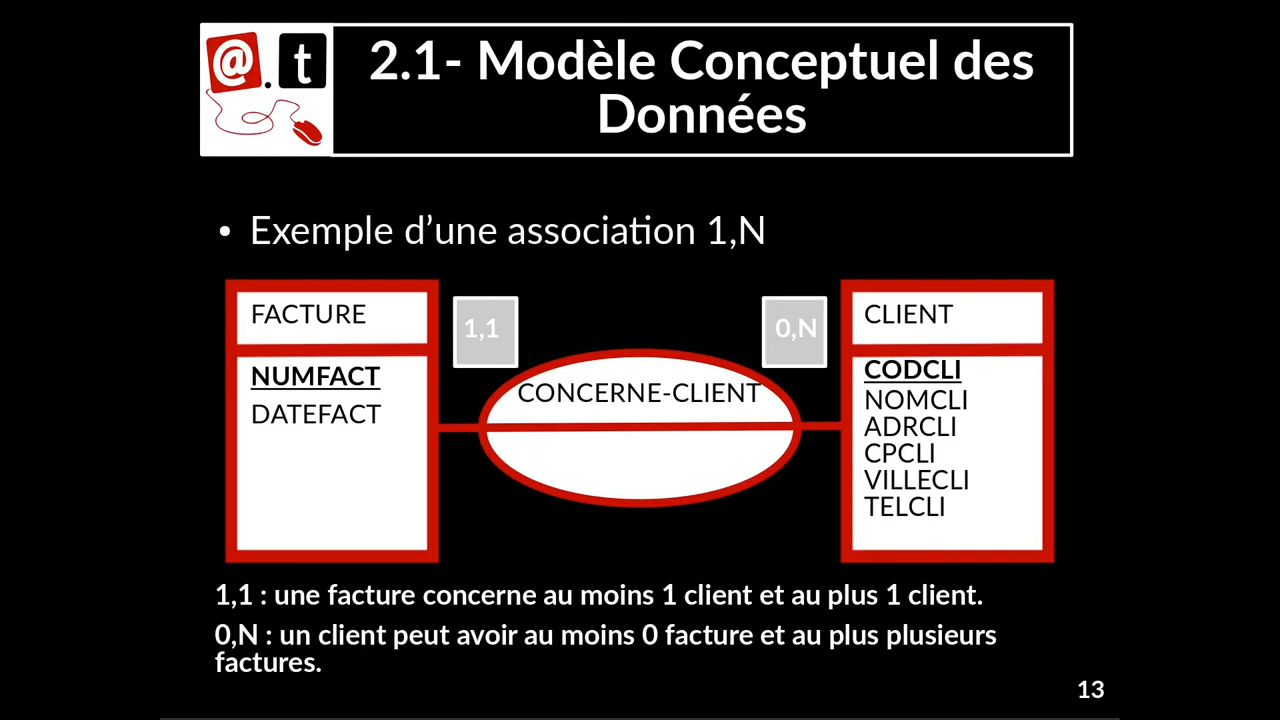 @.t
2.1- Modèle Conceptuel des
Données
• Exemple d’une association 1,N
FACTURE
NUMFACT
DATEFACT
1,1
CONCERNE-CLIENT
0,N
CLIENT
CODCLI
NOMCLI
ADRCLI
CPCLI
VILLECLI
TELCLI
1,1 : une facture concerne au moins 1 client et au plus 1 client.
0,N : un client peut avoir au moins 0 facture et au plus plusieurs
factures.
13